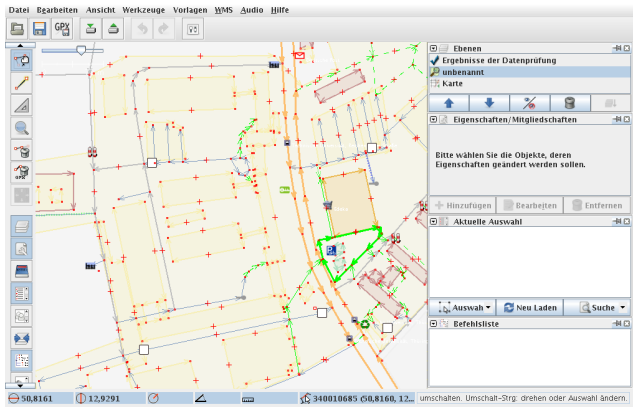 Datei Bearbeiten Ansicht Werkzeuge Vorlagen WMS Audio Hilfe
GPX
Ebenen
Ergebnisse der Datenprüfung
unbenannt
Karte
Eigenschaften/Mitgliedschaften
Bitte wählen Sie die Objekte, deren
Eigenschaften geändert werden sollen.
Hinzufügen Bearbeiten Entfernen
Aktuelle Auswahl
Auswah Neu Laden Suche
Befehlsliste
GPX
50,8161 12,9291 340010685 (50,8160, 12... umschalten. Umschalt-Strg: drehen oder Auswahl ändern.